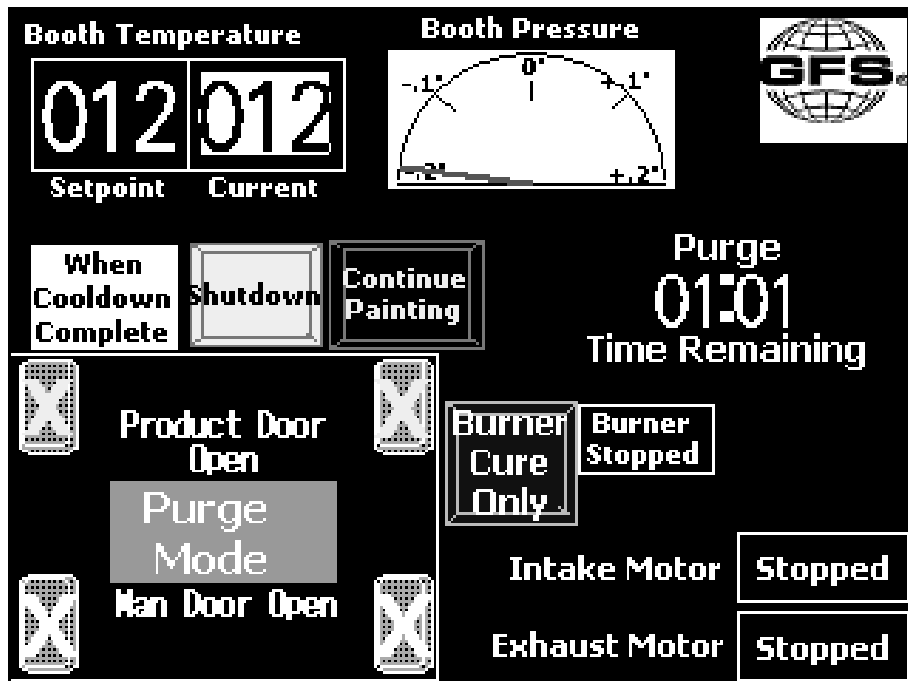 Booth Temperature
012 012
Setpoint Current
Booth Pressure
-.2" -.1" 0" +.1" +.2"
GFS®
When
Cooldown
Complete
Shutdown
Continue
Painting
Purge
01:01
Time Remaining
X X
Product Door
Open
Purge
Mode
Man Door Open
X X
Burner
Cure
Only
Burner
Stopped
Intake Motor Stopped
Exhaust Motor Stopped